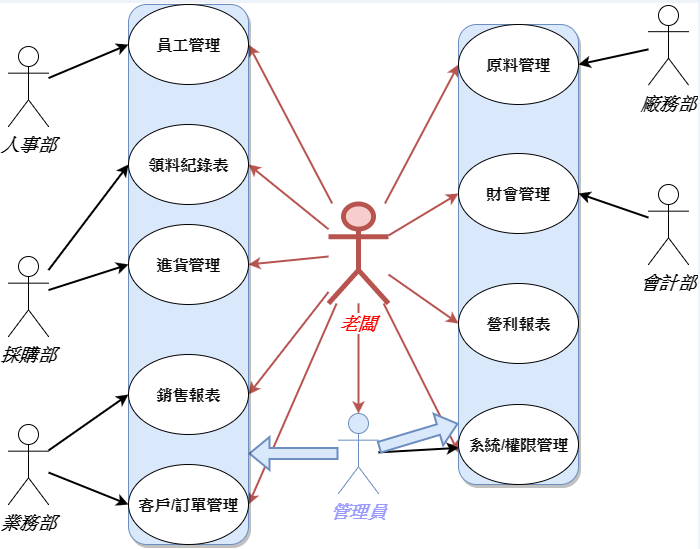 員工管理
人事部
領料紀錄表
進貨管理
採購部
銷售報表
客戶/訂單管理
業務部
老闆
管理員
原料管理
廠務部
財會管理
會計部
營利報表
系統/權限管理